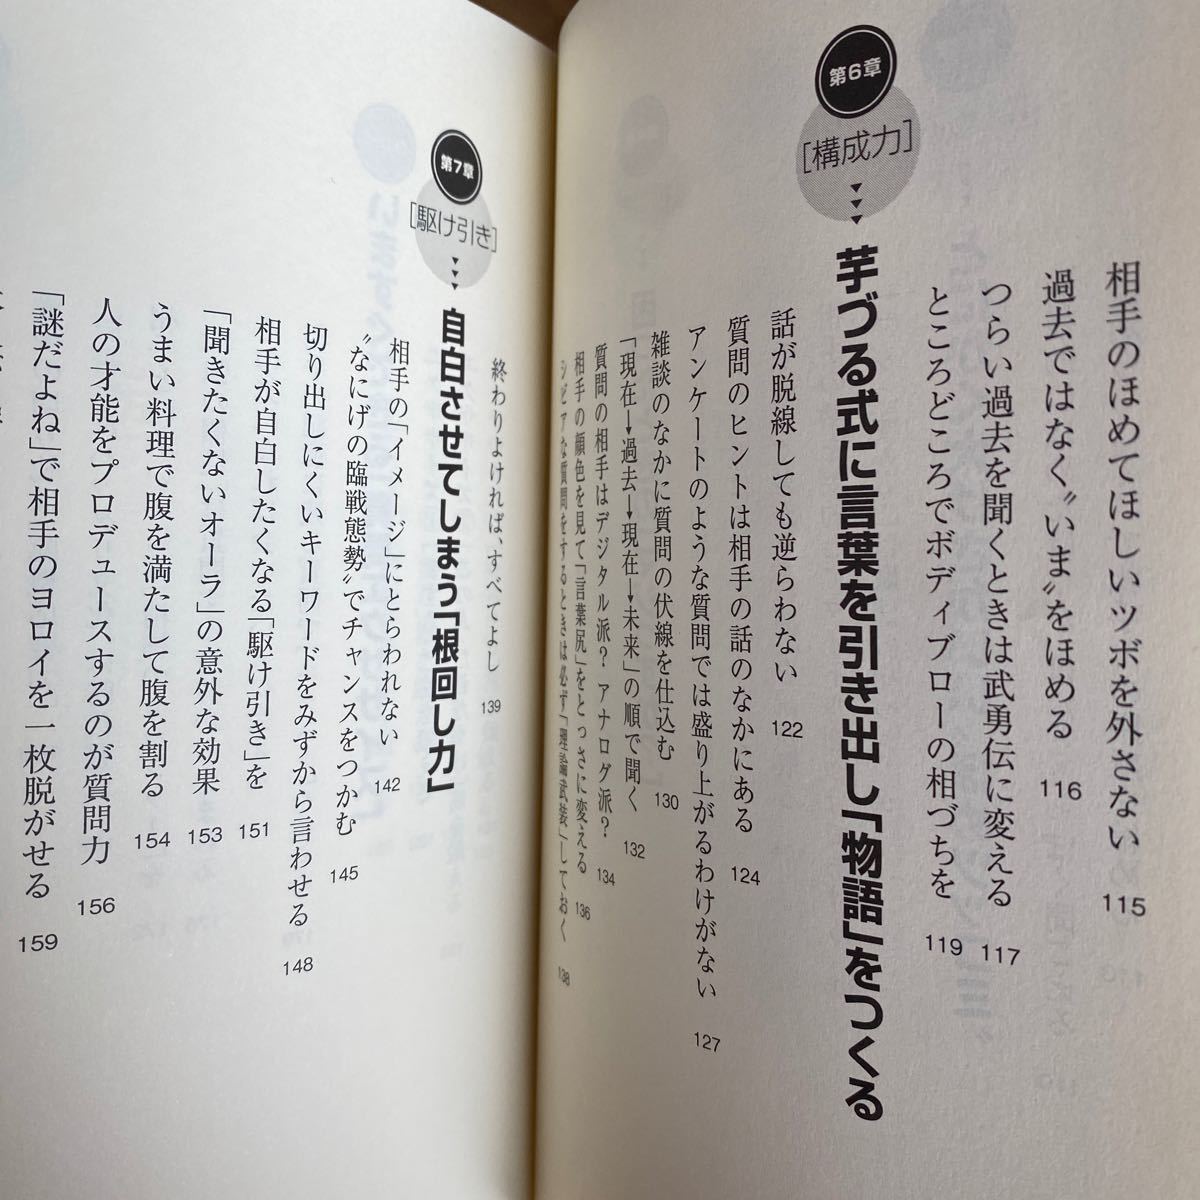 相手のほめてほしいツボを外さない 115
過去ではなく〝いま〟をほめる 116
つらい過去を聞くときは武勇伝に変える 117
ところどころでボディブローの相づちを 119
第6章
[構成力]
芋づる式に言葉を引き出し「物語」をつくる
話が脱線しても逆らわない 122
質問のヒントは相手の話のなかにある 124
アンケートのような質問では盛り上がるわけがない 127
雑談のなかに質問の伏線を仕込む 130
「現在→過去→現在→未来」の順で聞く 132
質問の相手はデジタル派？ アナログ派？ 134
相手の顔色を見て「言葉尻」をとっさに変える 136
シビアな質問をするときは必ず「理論武装」しておく 138
終わりよければ、すべてよし 139
第7章
[駆け引き]
自白させてしまう「根回し力」
相手の「イメージ」にとらわれない 142
〝なにげの臨戦態勢〟でチャンスをつかむ 145
切り出しにくいキーワードをみずから言わせる 148
相手が自白したくなる「駆け引き」を 151
「聞きたくないオーラ」の意外な効果 153
うまい料理で腹を満たして腹を割る 154
人の才能をプロデュースするのが質問力 156
「謎だよね」で相手のヨロイを一枚脱がせる 159